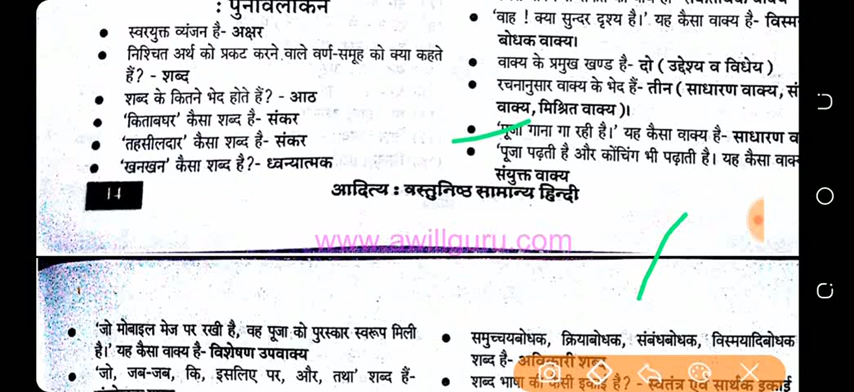 : पुनरावलोकन
• स्वरयुक्त व्यंजन है- अक्षर
• निश्चित अर्थ को प्रकट करने वाले वर्ण-समूह को क्या कहते
हैं? - शब्द
• शब्द के कितने भेद होते हैं? - आठ
• 'किताबघर' कैसा शब्द है- संकर
• 'तहसीलदार' कैसा शब्द है- संकर
• 'खनखन' कैसा शब्द है?- ध्वन्यात्मक
• 'वाह ! क्या सुन्दर दृश्य है।' यह कैसा वाक्य है- विस्म
बोधक वाक्य।
• वाक्य के प्रमुख खण्ड है- दो ( उद्देश्य व विधेय )
• रचनानुसार वाक्य के भेद हैं- तीन ( साधारण वाक्य, सं
वाक्य, मिश्रित वाक्य )।
• 'पूजा गाना गा रही है।' यह कैसा वाक्य है- साधारण व
• 'पूजा पढ़ती है और कोंचिंग भी पढ़ाती है। यह कैसा वाक
संयुक्त वाक्य
14
आदित्य : वस्तुनिष्ठ सामान्य हिन्दी
www.awillguru.com
• 'जो मोबाइल मेज पर रखी है, वह पूजा को पुरस्कार स्वरूप मिली
है।' यह कैसा वाक्य है- विशेषण उपवाक्य
• 'जो, जब-जब, कि, इसलिए पर, और, तथा' शब्द हैं-
• समुच्चयबोधक, क्रियाबोधक, संबंधबोधक, विस्मयादिबोधक
शब्द है- अविकारी शब्द
• शब्द भाषा की कैसी इकाई है? - स्वतंत्र एवं सार्थक इकाई